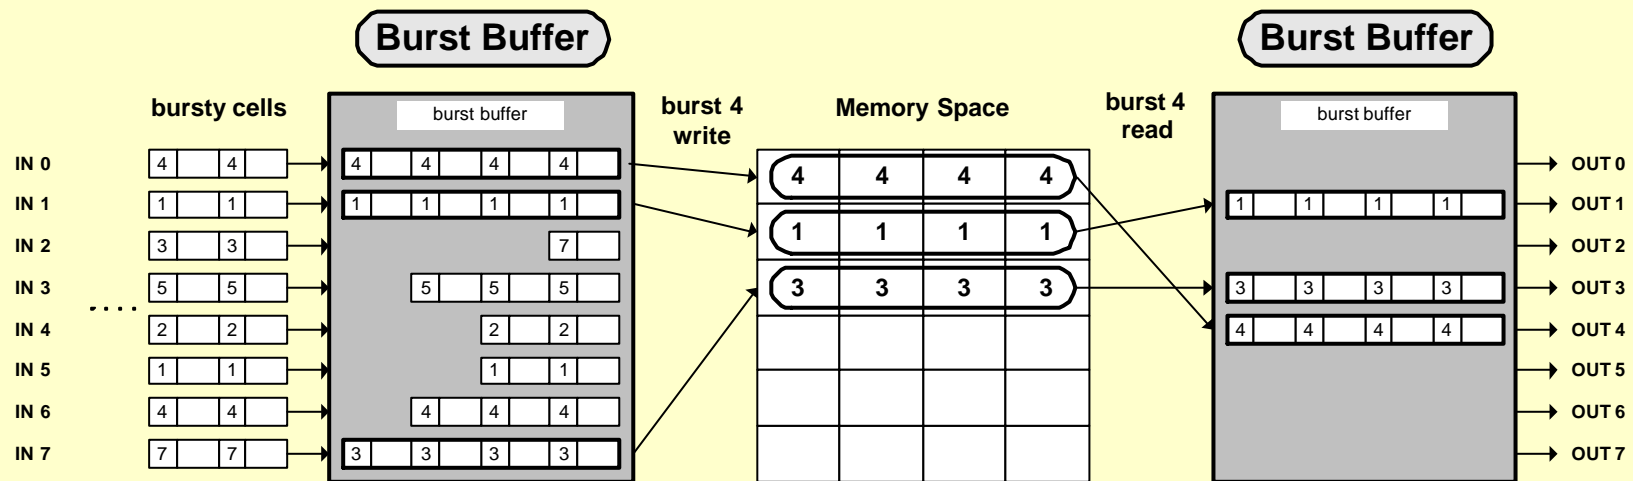 Burst Buffer Burst Buffer
bursty cells burst buffer burst 4 write Memory Space burst 4 read burst buffer
IN 0 4 4 4 4 4 4 4 4 4 4 OUT 0
IN 1 1 1 1 1 1 1 1 1 1 1 1 1 1 1 OUT 1
IN 2 3 3 7 OUT 2
IN 3 5 5 5 5 5 3 3 3 3 3 3 3 3 OUT 3
. . . .
IN 4 2 2 2 2 4 4 4 4 OUT 4
IN 5 1 1 1 1 OUT 5
IN 6 4 4 4 4 4 OUT 6
IN 7 7 7 3 3 3 3 OUT 7